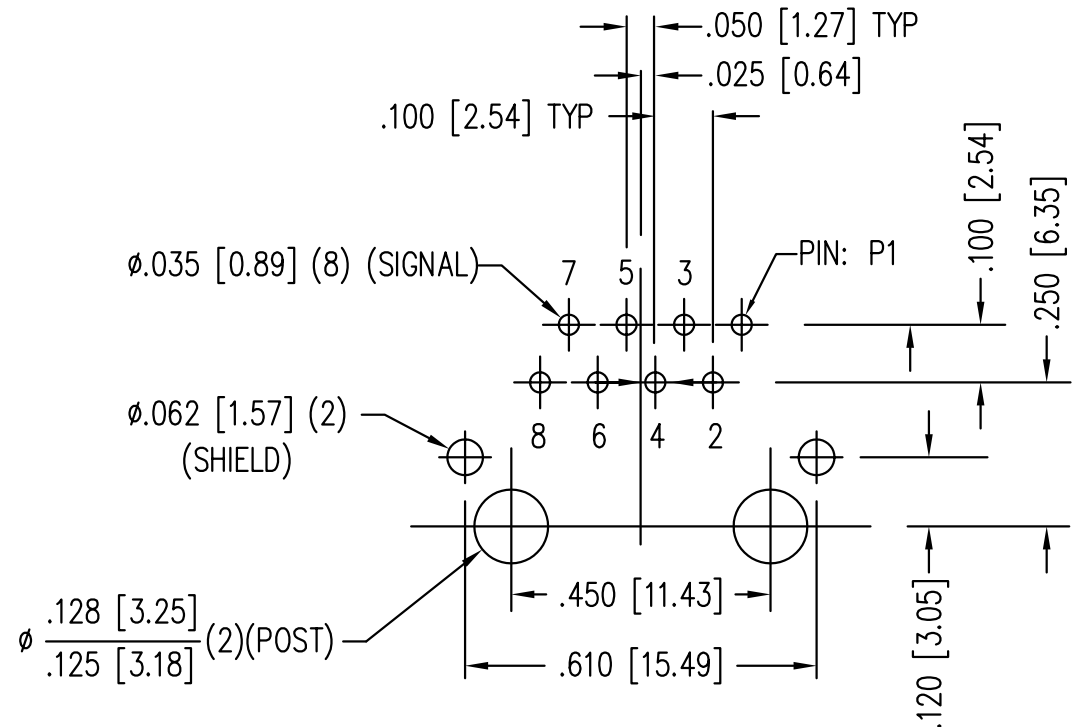 .050 [1.27] TYP
.025 [0.64]
.100 [2.54] TYP
.100 [2.54]
.250 [6.35]
ø.035 [0.89] (8) (SIGNAL)
7 5 3
PIN: P1
8 6 4 2
ø.062 [1.57] (2)
(SHIELD)
.450 [11.43]
ø .128 [3.25]
.125 [3.18] (2)(POST)
.610 [15.49]
.120 [3.05]